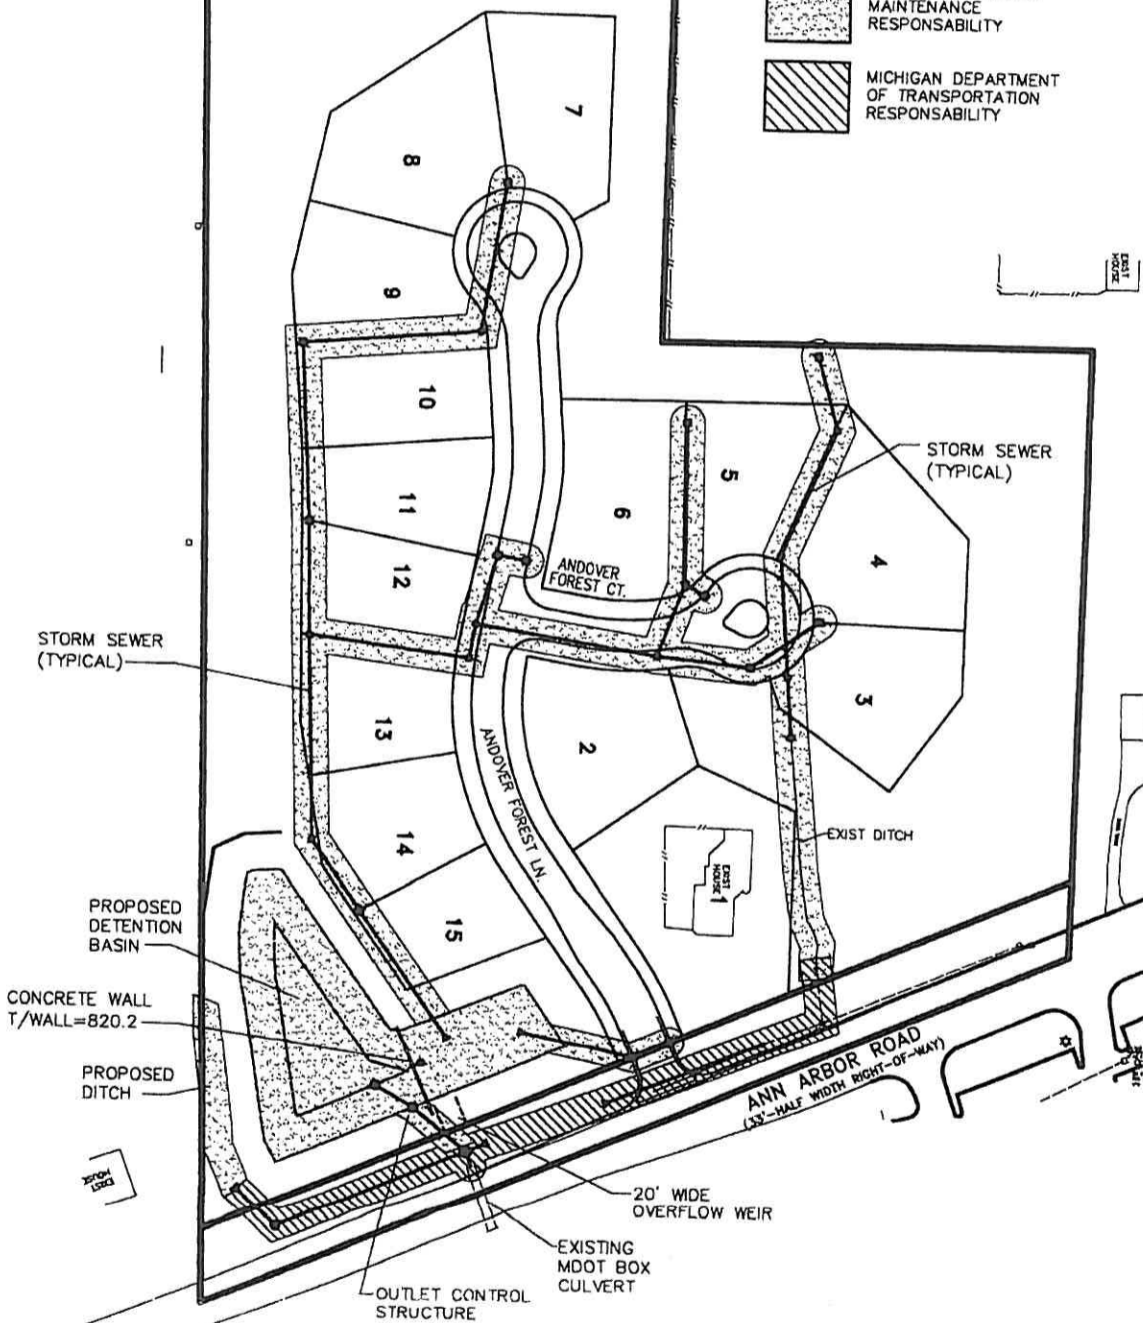 MAINTENANCE
RESPONSABILITY
MICHIGAN DEPARTMENT
OF TRANSPORTATION
RESPONSABILITY
7
8
9
EXIST
HOUSE
10
STORM SEWER
(TYPICAL)
5
11
6
4
12
ANDOVER
FOREST CT.
STORM SEWER
(TYPICAL)
3
13
2
ANDOVER FOREST LN.
14
EXIST DITCH
EXIST
HOUSE 1
15
PROPOSED
DETENTION
BASIN
CONCRETE WALL
T/WALL=820.2
PROPOSED
DITCH
ANN ARBOR ROAD
(33'-HALF WIDTH RIGHT-OF-WAY)
EXIST
HOUSE
20' WIDE
OVERFLOW WEIR
EXISTING
MDOT BOX
CULVERT
OUTLET CONTROL
STRUCTURE